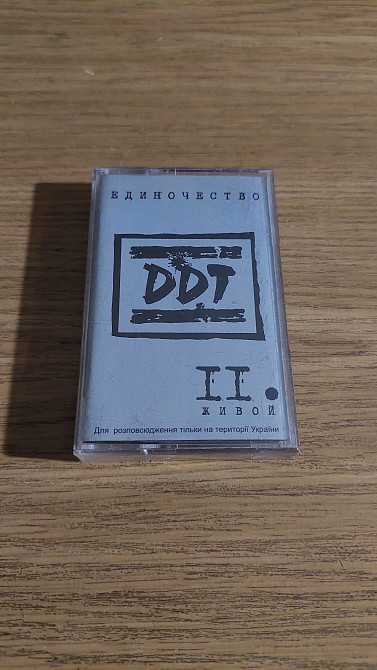 ЕДИНОЧЕСТВО
DDT
II.
ЖИВОЙ
Для розповсюдження тільки на території України